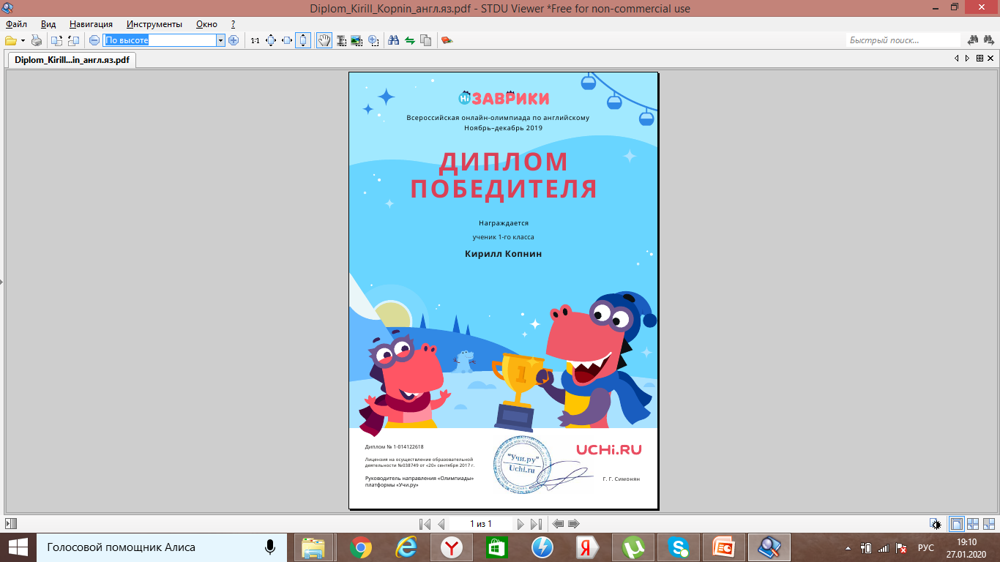 Diplom_Kirill_Kopnin_англ.яз.pdf - STDU Viewer *Free for non-commercial use
Файл Вид Навигация Инструменты Окно ?
По высоте 1:1 Быстрый поиск...
Diplom_Kirill...in_англ.яз.pdf
Hi ЗАВРИКИ
Всероссийская онлайн-олимпиада по английскому
Ноябрь–декабрь 2019
ДИПЛОМ
ПОБЕДИТЕЛЯ
Награждается
ученик 1-го класса
Кирилл Копнин
1
Диплом № 1-014122618
Лицензия на осуществление образовательной
деятельности №038749 от «20» сентября 2017 г.
Руководитель направления «Олимпиады»
платформы «Учи.ру»
"Учи.ру"
Uchi.ru
UCHi.RU
Г. Г. Симонян
1 из 1
Голосовой помощник Алиса
РУС
19:10
27.01.2020